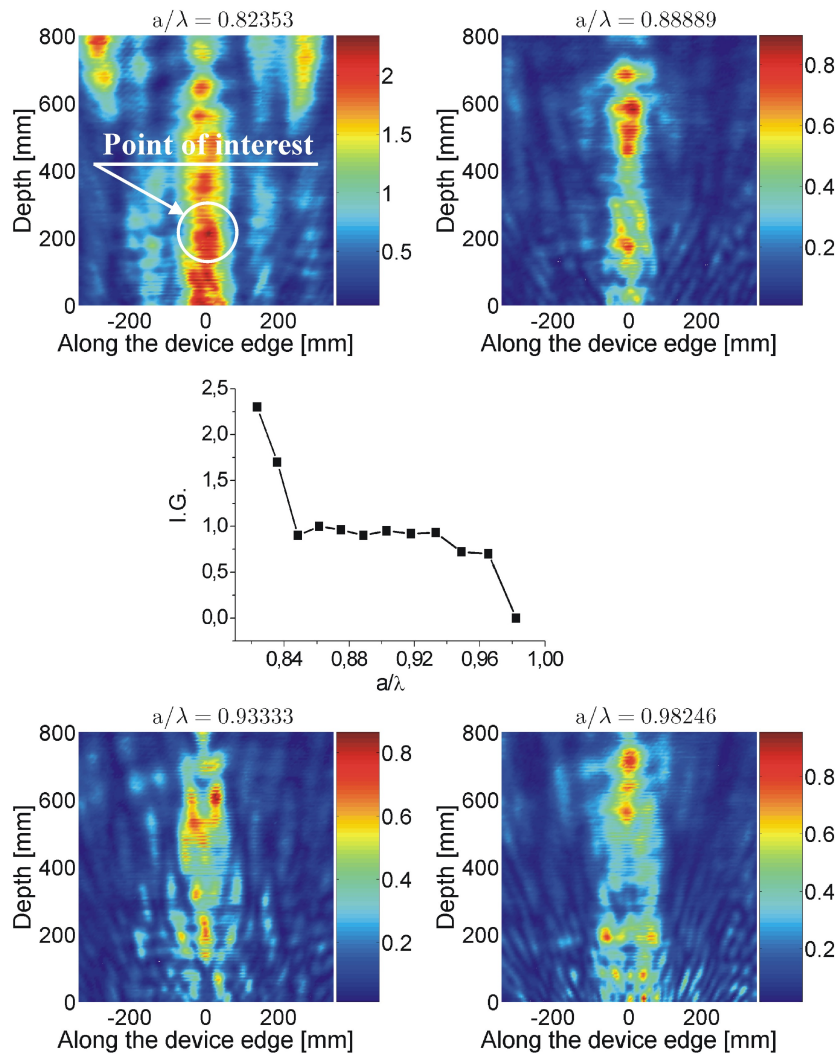 a/λ = 0.82353
800
600
400
200
0
Depth [mm]
Point of interest
-200 0 200
Along the device edge [mm]
2
1.5
1
0.5
a/λ = 0.88889
800
600
400
200
0
Depth [mm]
-200 0 200
Along the device edge [mm]
0.8
0.6
0.4
0.2
2,5
2,0
1,5
1,0
0,5
0,0
I.G.
0,84 0,88 0,92 0,96 1,00
a/λ
a/λ = 0.93333
800
600
400
200
0
Depth [mm]
-200 0 200
Along the device edge [mm]
0.8
0.6
0.4
0.2
a/λ = 0.98246
800
600
400
200
0
Depth [mm]
-200 0 200
Along the device edge [mm]
0.8
0.6
0.4
0.2